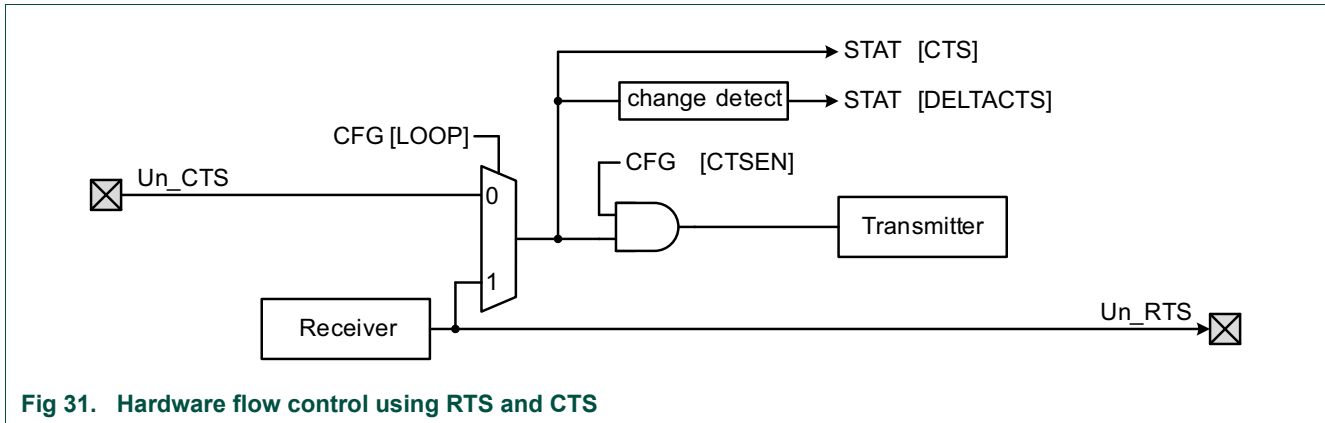 STAT [CTS]
change detect
STAT [DELTACTS]
CFG [LOOP]
CFG [CTSEN]
Un_CTS
0
Transmitter
1
Un_RTS
Receiver
Fig 31. Hardware flow control using RTS and CTS